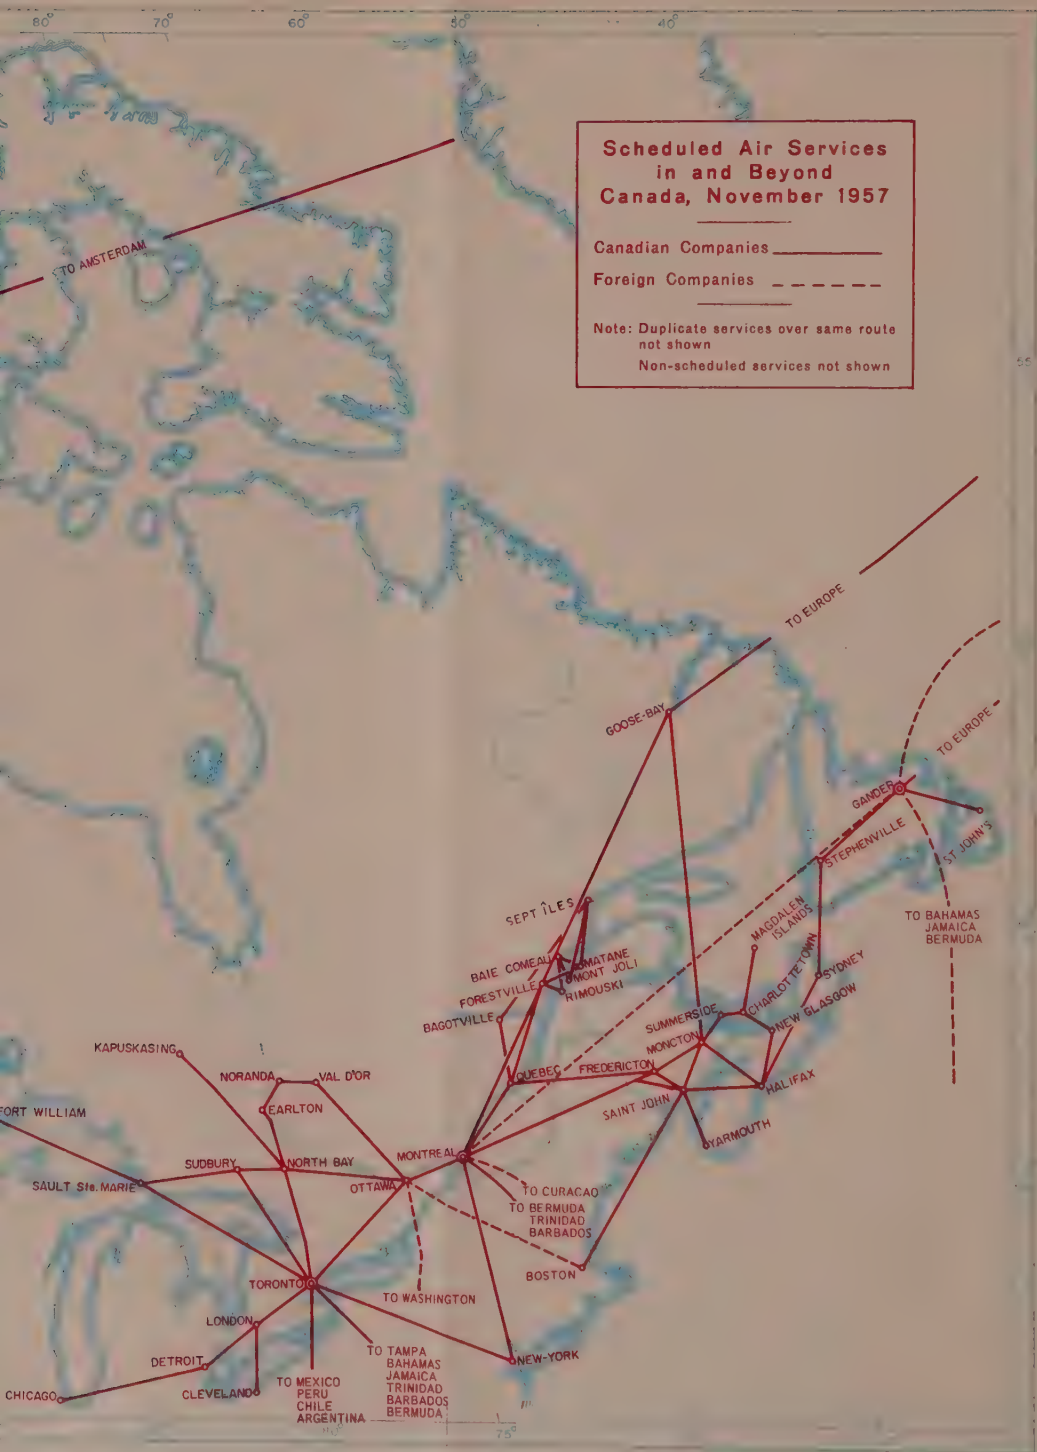 80°
70°
60°
50°
40°
Scheduled Air Services
in and Beyond
Canada, November 1957
Canadian Companies
Foreign Companies
Note: Duplicate services over same route
not shown
Non-scheduled services not shown
TO AMSTERDAM
55
TO EUROPE
GOOSE-BAY
TO EUROPE
GANDER
STEPHENVILLE
ST JOHN'S
SEPT ÎLES
MAGDALEN
ISLANDS
TO BAHAMAS
JAMAICA
BERMUDA
BAIE COMEAU
MATANE
MONT JOLI
FORESTVILLE
RIMOUSKI
CHARLOTTETOWN
SYDNEY
BAGOTVILLE
SUMMERSIDE
NEW GLASGOW
KAPUSKASING
MONCTON
NORANDA
VAL D'OR
QUEBEC
FREDERICTON
HALIFAX
EARLTON
SAINT JOHN
FORT WILLIAM
YARMOUTH
MONTREAL
SUDBURY
NORTH BAY
OTTAWA
SAULT Ste. MARIE
TO CURACAO
TO BERMUDA
TRINIDAD
BARBADOS
BOSTON
TORONTO
TO WASHINGTON
LONDON
DETROIT
TO TAMPA
BAHAMAS
JAMAICA
TRINIDAD
BARBADOS
BERMUDA
NEW-YORK
CHICAGO
CLEVELAND
TO MEXICO
PERU
CHILE
ARGENTINA
75°